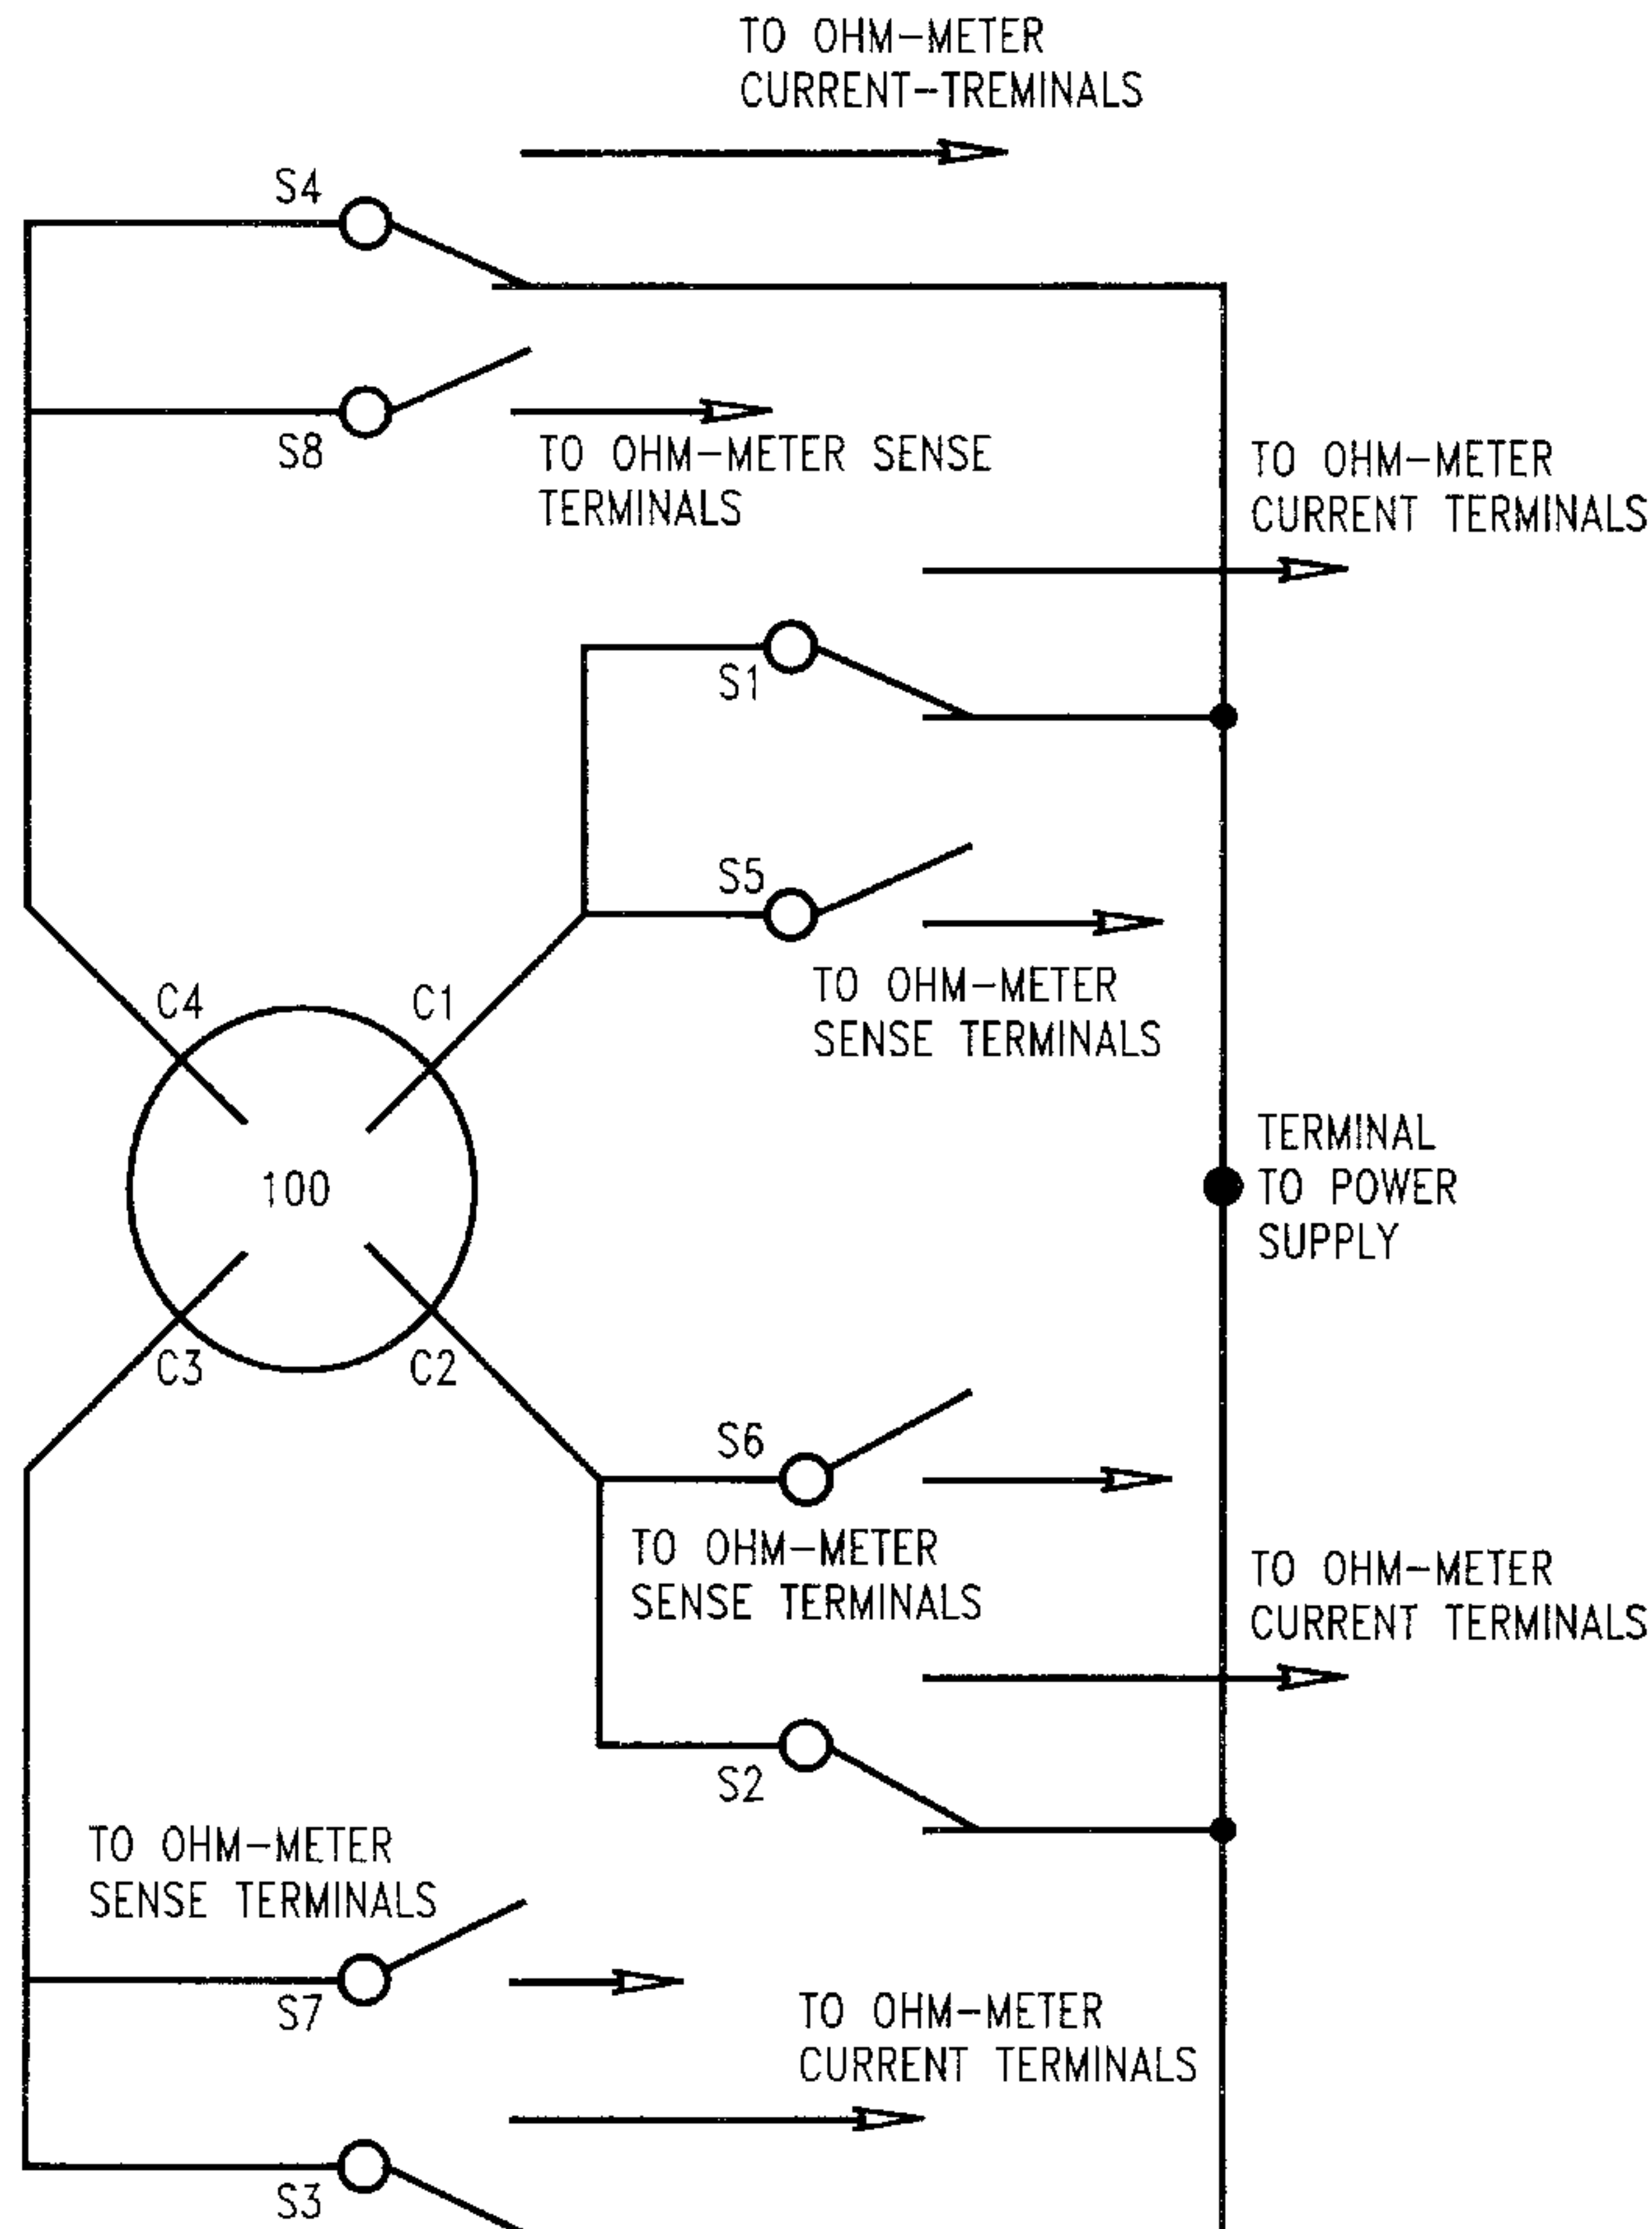 TO OHM-METER
CURRENT-TREMINALS
S4
S8
TO OHM-METER SENSE
TERMINALS
TO OHM-METER
CURRENT TERMINALS
S1
S5
TO OHM-METER
SENSE TERMINALS
C4
C1
100
TERMINAL
TO POWER
SUPPLY
C3
C2
S6
TO OHM-METER
SENSE TERMINALS
TO OHM-METER
CURRENT TERMINALS
S2
TO OHM-METER
SENSE TERMINALS
S7
TO OHM-METER
CURRENT TERMINALS
S3